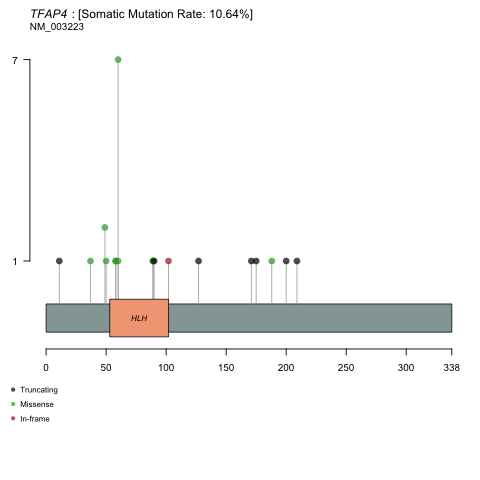 TFAP4 : [Somatic Mutation Rate: 10.64%]
NM_003223
7
1
HLH
0 50 100 150 200 250 300 338
Truncating
Missense
In-frame